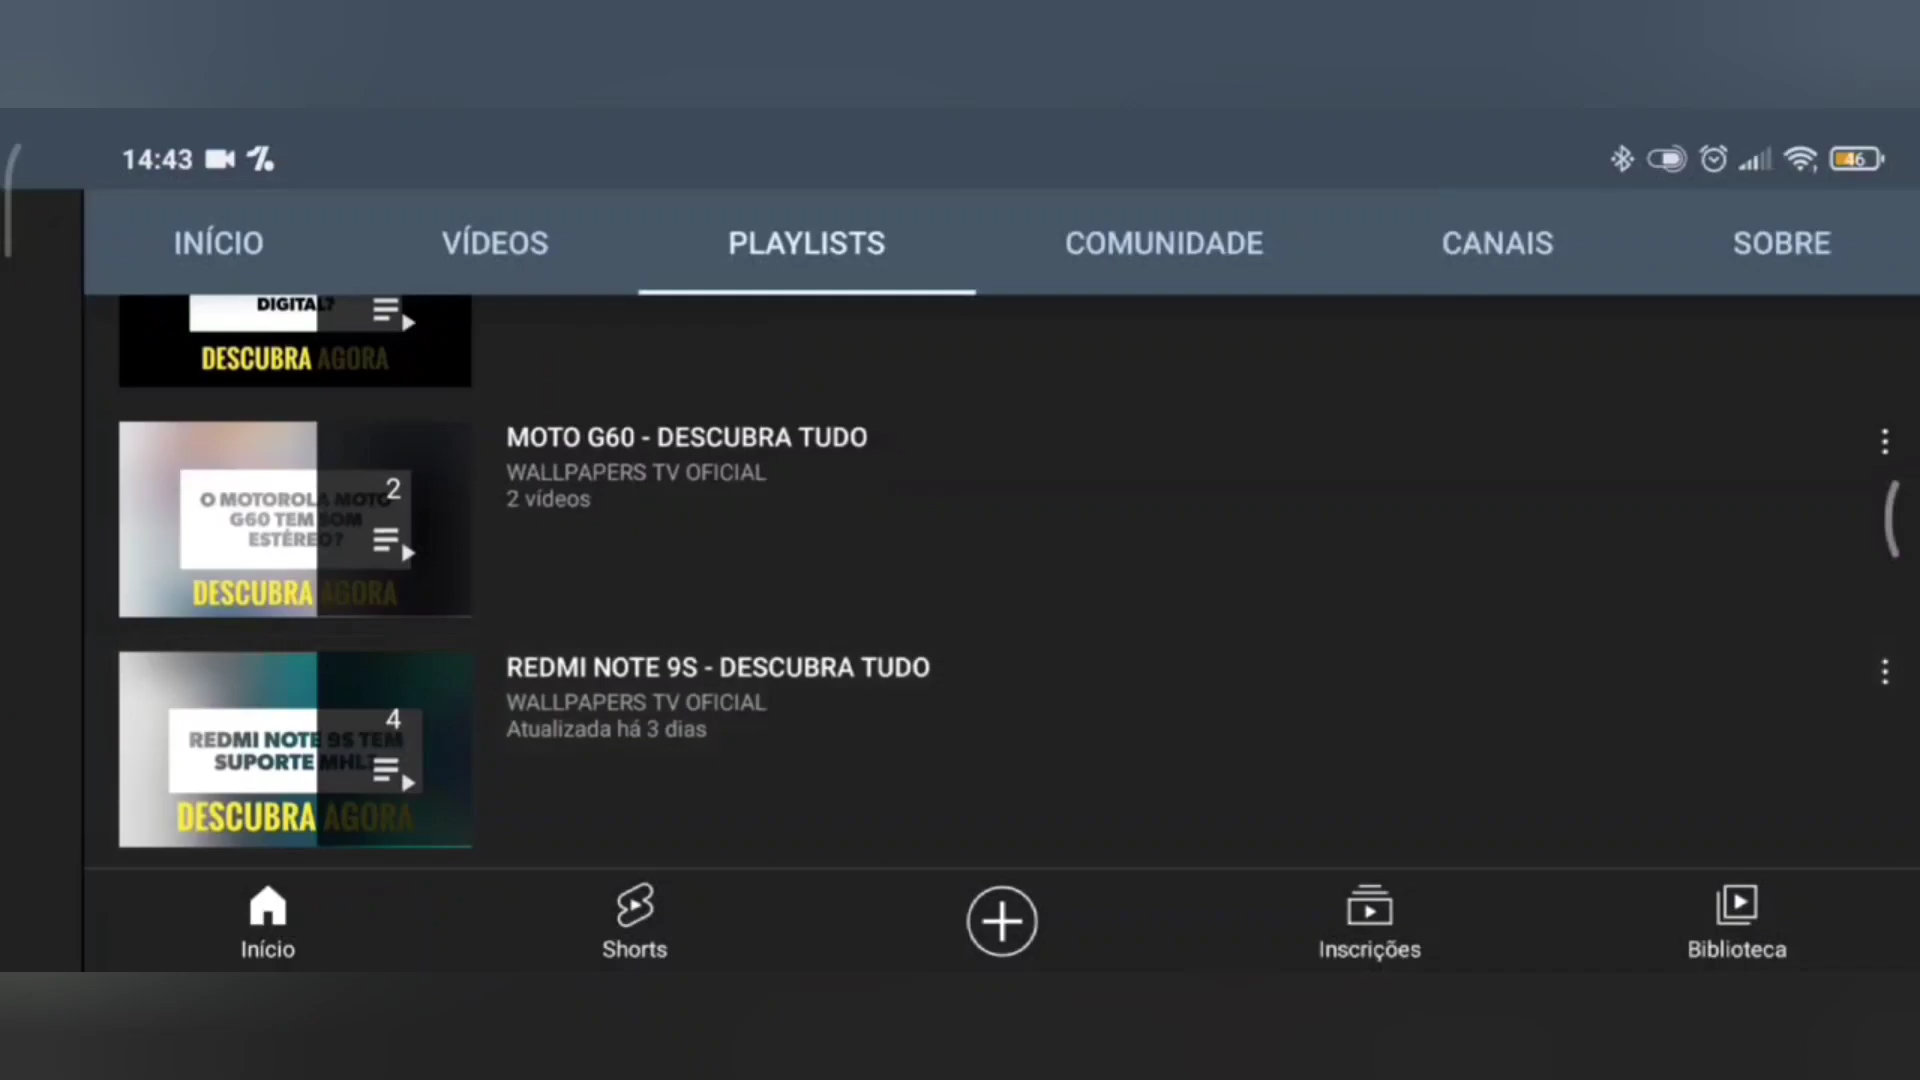 14:43
46
INÍCIO VÍDEOS PLAYLISTS COMUNIDADE CANAIS SOBRE
DIGITAL?
DESCUBRA AGORA
MOTO G60 - DESCUBRA TUDO
WALLPAPERS TV OFICIAL
2 vídeos
2
O MOTOROLA MOTO
G60 TEM SOM
ESTÉREO?
DESCUBRA AGORA
REDMI NOTE 9S - DESCUBRA TUDO
WALLPAPERS TV OFICIAL
Atualizada há 3 dias
4
REDMI NOTE 9S TEM
SUPORTE MHL?
DESCUBRA AGORA
Início Shorts Inscrições Biblioteca